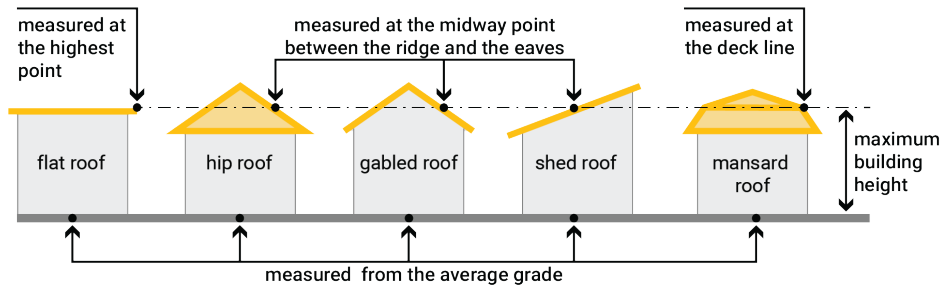 measured at
the highest
point
measured at the midway point
between the ridge and the eaves
measured at
the deck line
flat roof
hip roof
gabled roof
shed roof
mansard
roof
maximum
building
height
measured from the average grade